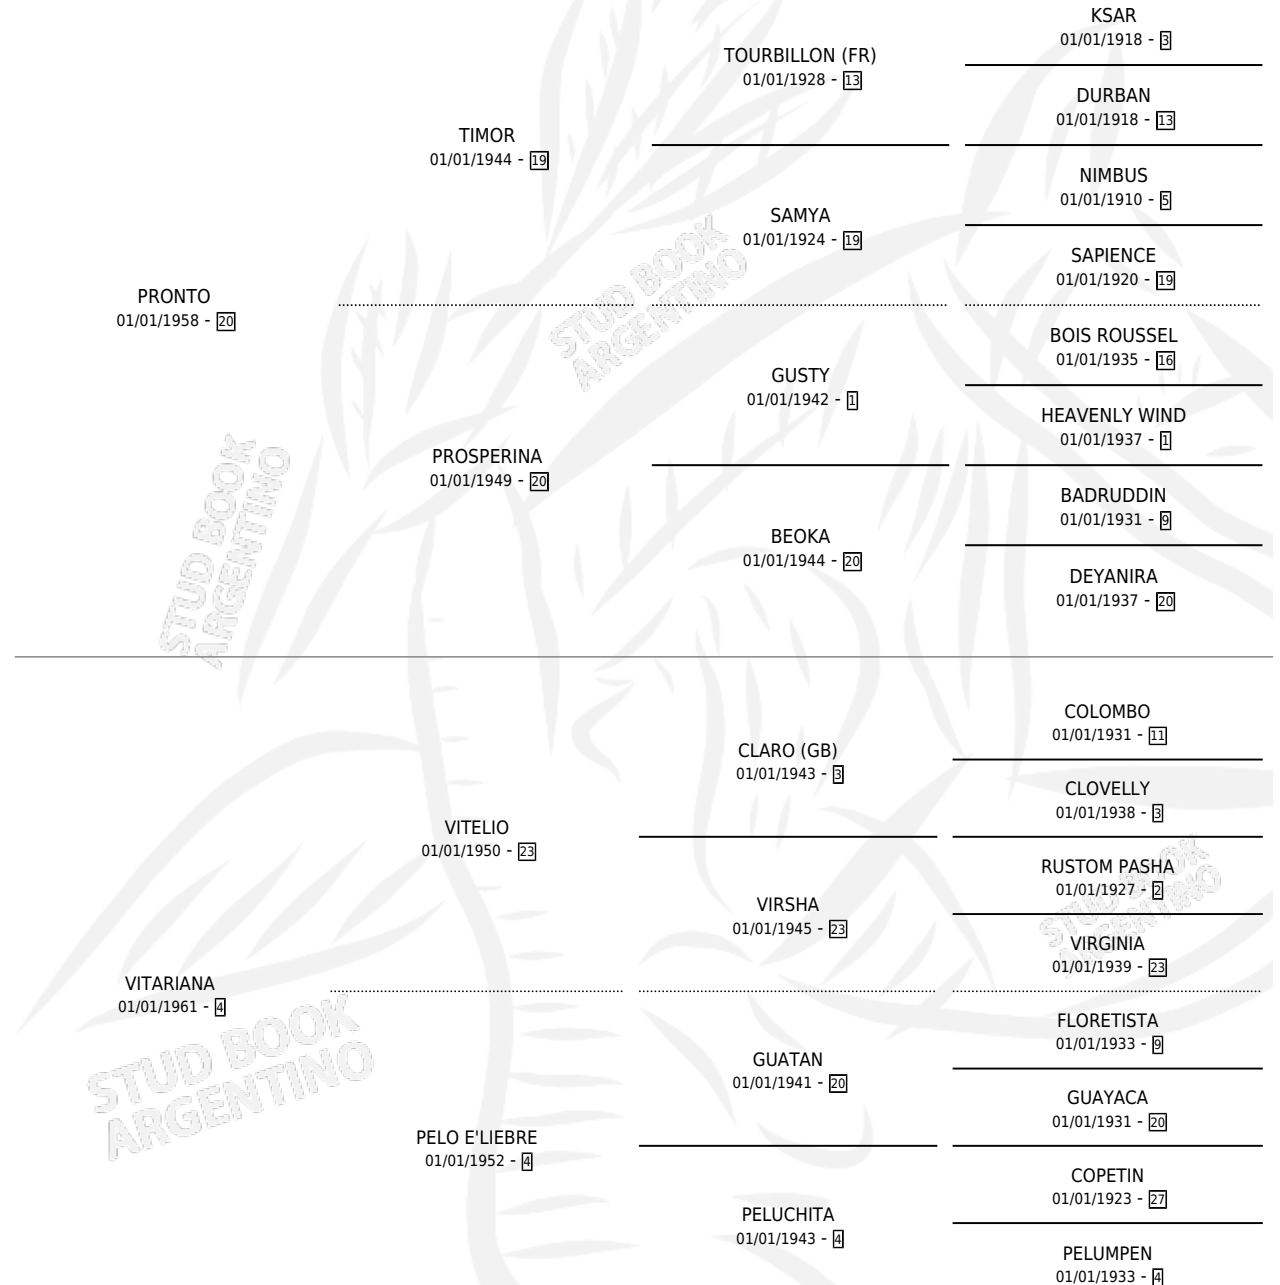 KSAR
01/01/1918 - 3
TOURBILLON (FR)
01/01/1928 - 13
DURBAN
01/01/1918 - 13
TIMOR
01/01/1944 - 19
NIMBUS
01/01/1910 - 5
SAMYA
01/01/1924 - 19
SAPIENCE
01/01/1920 - 19
PRONTO
01/01/1958 - 20
BOIS ROUSSEL
01/01/1935 - 16
GUSTY
01/01/1942 - 1
HEAVENLY WIND
01/01/1937 - 1
PROSPERINA
01/01/1949 - 20
BADRUDDIN
01/01/1931 - 9
BEOKA
01/01/1944 - 20
DEYANIRA
01/01/1937 - 20
COLOMBO
01/01/1931 - 11
CLARO (GB)
01/01/1943 - 3
CLOVELLY
01/01/1938 - 3
VITELIO
01/01/1950 - 23
RUSTOM PASHA
01/01/1927 - 2
VIRSHA
01/01/1945 - 23
VIRGINIA
01/01/1939 - 23
VITARIANA
01/01/1961 - 4
FLORETISTA
01/01/1933 - 9
GUATAN
01/01/1941 - 20
GUAYACA
01/01/1931 - 20
PELO E'LIEBRE
01/01/1952 - 4
COPETIN
01/01/1923 - 27
PELUCHITA
01/01/1943 - 4
PELUMPEN
01/01/1933 - 4
STUD BOOK
ARGENTINO
STUD BOOK
ARGENTINO
STUD BOOK
ARGENTINO
STUD BOOK
ARGENTINO